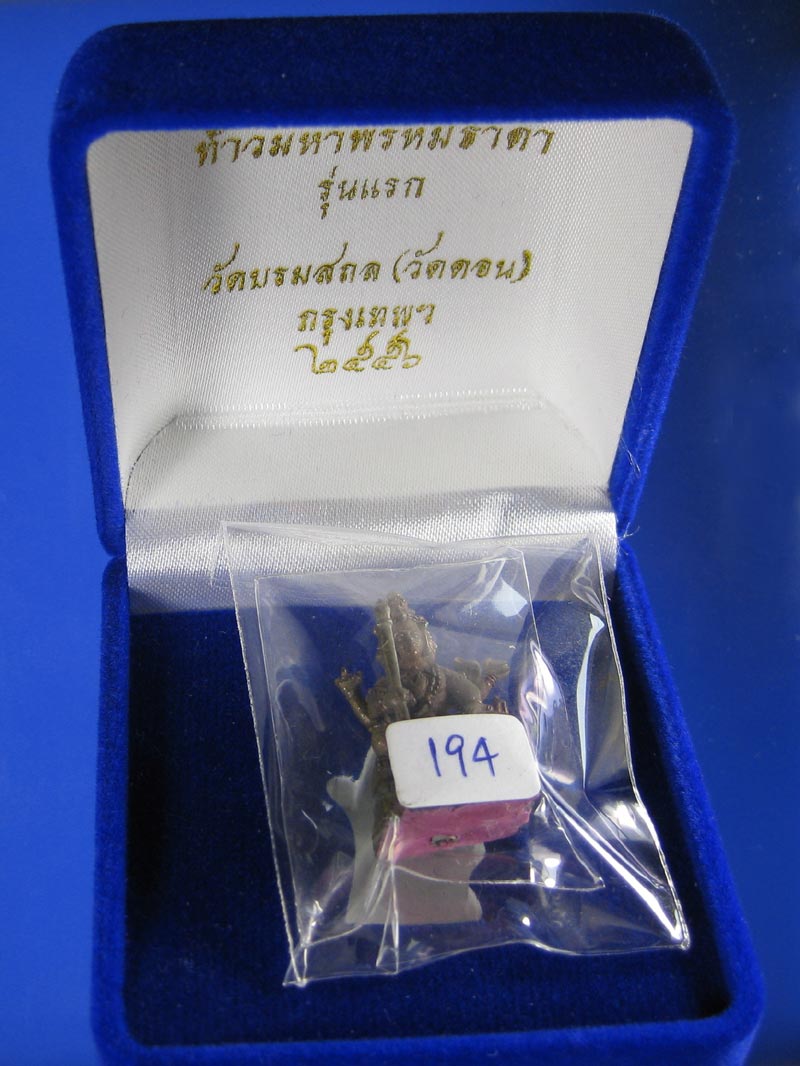 ท้าวมหาพรหมธาดา
รุ่นแรก
วัดบรมสถล (วัดดอน)
กรุงเทพฯ
๒๕๕๖
194